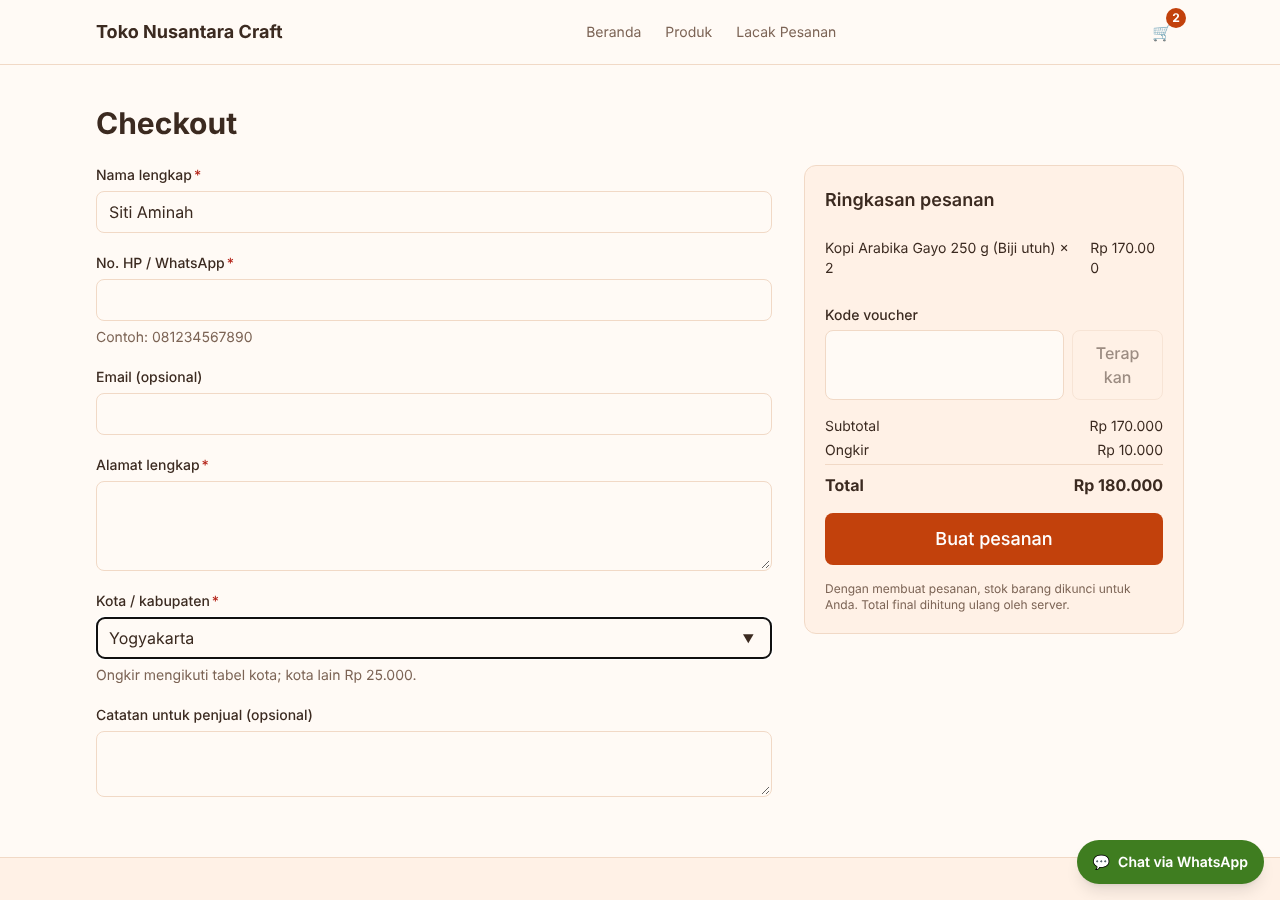 Toko Nusantara Craft
Beranda
Produk
Lacak Pesanan
2
Checkout
Nama lengkap *
Siti Aminah
No. HP / WhatsApp *
Contoh: 081234567890
Email (opsional)
Alamat lengkap *
Kota / kabupaten *
Yogyakarta
Ongkir mengikuti tabel kota; kota lain Rp 25.000.
Catatan untuk penjual (opsional)
Ringkasan pesanan
Kopi Arabika Gayo 250 g (Biji utuh) ×
2
Rp 170.00
0
Kode voucher
Terap
kan
Subtotal Rp 170.000
Ongkir Rp 10.000
Total Rp 180.000
Buat pesanan
Dengan membuat pesanan, stok barang dikunci untuk
Anda. Total final dihitung ulang oleh server.
Chat via WhatsApp